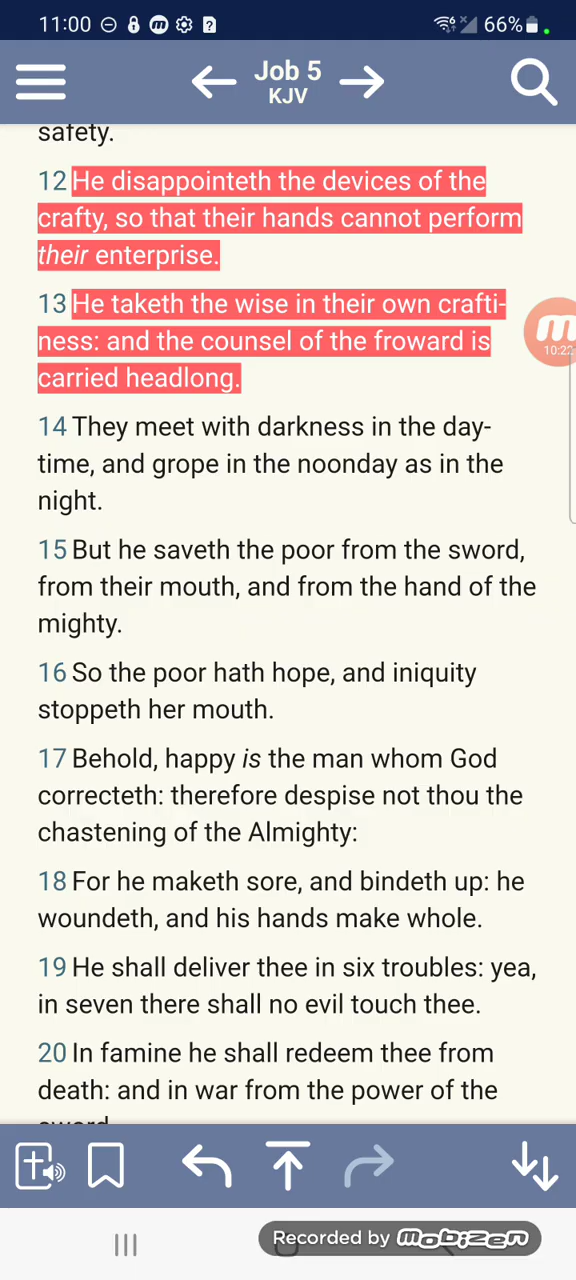 11:00 66%
Job 5
KJV
safety.
12 He disappointeth the devices of the
crafty, so that their hands cannot perform
their enterprise.
13 He taketh the wise in their own crafti-
ness: and the counsel of the froward is
carried headlong.
m
10:22
14 They meet with darkness in the day-
time, and grope in the noonday as in the
night.
15 But he saveth the poor from the sword,
from their mouth, and from the hand of the
mighty.
16 So the poor hath hope, and iniquity
stoppeth her mouth.
17 Behold, happy is the man whom God
correcteth: therefore despise not thou the
chastening of the Almighty:
18 For he maketh sore, and bindeth up: he
woundeth, and his hands make whole.
19 He shall deliver thee in six troubles: yea,
in seven there shall no evil touch thee.
20 In famine he shall redeem thee from
death: and in war from the power of the
sword
Recorded by mobizen